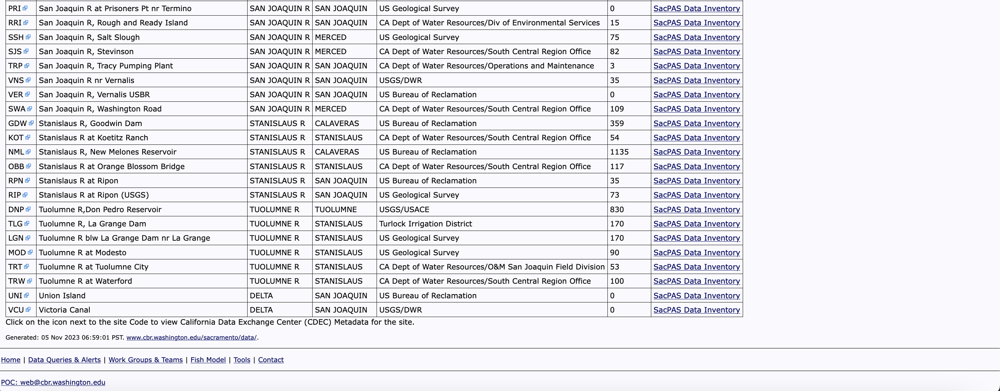 PRI San Joaquin R at Prisoners Pt nr Termino SAN JOAQUIN R SAN JOAQUIN US Geological Survey 0 SacPAS Data Inventory
RRI San Joaquin R, Rough and Ready Island SAN JOAQUIN R SAN JOAQUIN CA Dept of Water Resources/Div of Environmental Services 15 SacPAS Data Inventory
SSH San Joaquin R, Salt Slough SAN JOAQUIN R MERCED US Geological Survey 75 SacPAS Data Inventory
SJS San Joaquin R, Stevinson SAN JOAQUIN R MERCED CA Dept of Water Resources/South Central Region Office 82 SacPAS Data Inventory
TRP San Joaquin R, Tracy Pumping Plant SAN JOAQUIN R SAN JOAQUIN CA Dept of Water Resources/Operations and Maintenance 3 SacPAS Data Inventory
VNS San Joaquin R nr Vernalis SAN JOAQUIN R SAN JOAQUIN USGS/DWR 35 SacPAS Data Inventory
VER San Joaquin R, Vernalis USBR SAN JOAQUIN R SAN JOAQUIN US Bureau of Reclamation 0 SacPAS Data Inventory
SWA San Joaquin R, Washington Road SAN JOAQUIN R MERCED CA Dept of Water Resources/South Central Region Office 109 SacPAS Data Inventory
GDW Stanislaus R, Goodwin Dam STANISLAUS R CALAVERAS US Bureau of Reclamation 359 SacPAS Data Inventory
KOT Stanislaus R at Koetitz Ranch STANISLAUS R STANISLAUS CA Dept of Water Resources/South Central Region Office 54 SacPAS Data Inventory
NML Stanislaus R, New Melones Reservoir STANISLAUS R CALAVERAS US Bureau of Reclamation 1135 SacPAS Data Inventory
OBB Stanislaus R at Orange Blossom Bridge STANISLAUS R STANISLAUS CA Dept of Water Resources/South Central Region Office 117 SacPAS Data Inventory
RPN Stanislaus R at Ripon STANISLAUS R SAN JOAQUIN US Bureau of Reclamation 35 SacPAS Data Inventory
RIP Stanislaus R at Ripon (USGS) STANISLAUS R SAN JOAQUIN US Geological Survey 73 SacPAS Data Inventory
DNP Tuolumne R,Don Pedro Reservoir TUOLUMNE R TUOLUMNE USGS/USACE 830 SacPAS Data Inventory
TLG Tuolumne R, La Grange Dam TUOLUMNE R STANISLAUS Turlock Irrigation District 170 SacPAS Data Inventory
LGN Tuolumne R blw La Grange Dam nr La Grange TUOLUMNE R STANISLAUS US Geological Survey 170 SacPAS Data Inventory
MOD Tuolumne R at Modesto TUOLUMNE R STANISLAUS US Geological Survey 90 SacPAS Data Inventory
TRT Tuolumne R at Tuolumne City TUOLUMNE R STANISLAUS CA Dept of Water Resources/O&M San Joaquin Field Division 53 SacPAS Data Inventory
TRW Tuolumne R at Waterford TUOLUMNE R STANISLAUS CA Dept of Water Resources/South Central Region Office 100 SacPAS Data Inventory
UNI Union Island DELTA SAN JOAQUIN US Bureau of Reclamation 0 SacPAS Data Inventory
VCU Victoria Canal DELTA SAN JOAQUIN USGS/DWR 0 SacPAS Data Inventory
Click on the icon next to the site Code to view California Data Exchange Center (CDEC) Metadata for the site.
Generated: 05 Nov 2023 06:59:01 PST. www.cbr.washington.edu/sacramento/data/.
Home | Data Queries & Alerts | Work Groups & Teams | Fish Model | Tools | Contact
POC: web@cbr.washington.edu